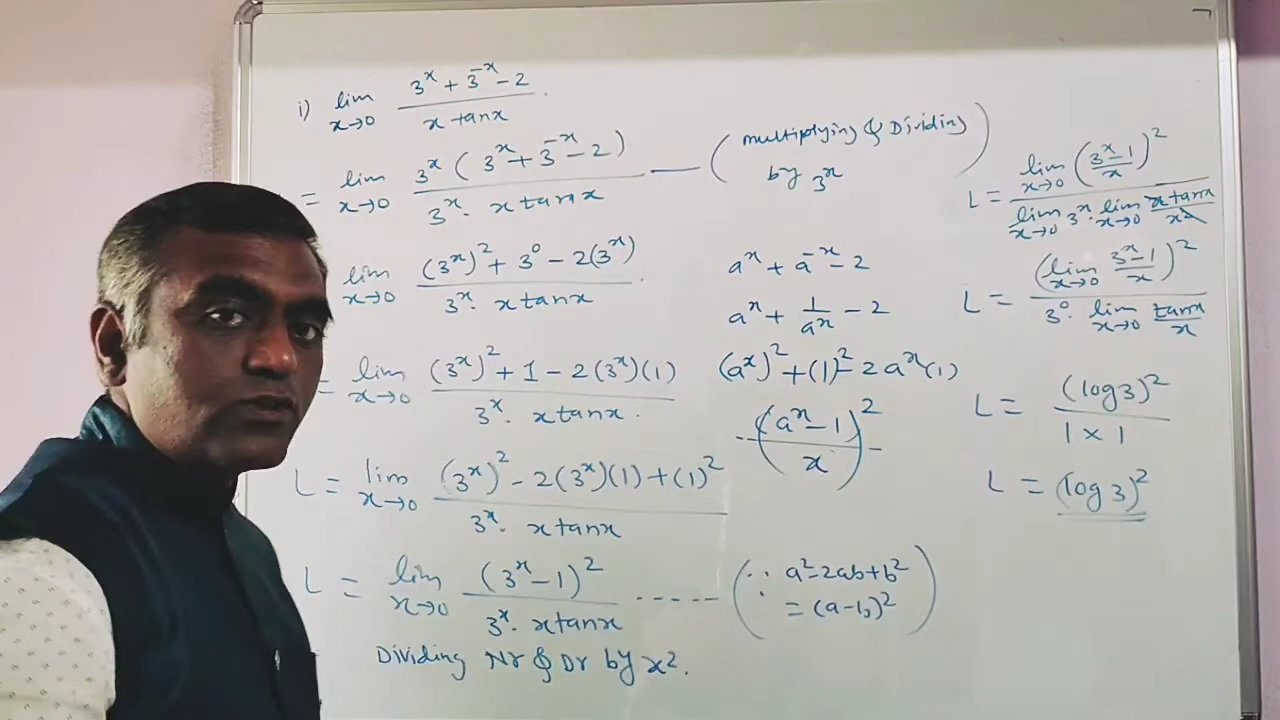 i) lim x→0 (3^x + 3^-x - 2) / (x tanx).
= lim x→0 (3^x (3^x + 3^-x - 2)) / (3^x · x tanx) — (multiplying & Dividing by 3^x)
lim x→0 ((3^x)^2 + 3^0 - 2(3^x)) / (3^x · x tanx).
= lim x→0 ((3^x)^2 + 1 - 2(3^x)(1)) / (3^x · x tanx).
L = lim x→0 ((3^x)^2 - 2(3^x)(1) + (1)^2) / (3^x · x tanx)
L = lim x→0 (3^x - 1)^2 / (3^x · x tanx) ..... (∵ a^2-2ab+b^2
= (a-b)^2)
Dividing Nr & Dr by x^2.
a^x + a^-x - 2
a^x + 1/a^x - 2
(a^x)^2 + (1)^2 - 2a^x(1)
((a^x - 1) / x)^2
L = lim x→0 ((3^x - 1)/x)^2 / (lim x→0 3^x · lim x→0 (x tanx)/x^2)
L = (lim x→0 (3^x - 1)/x)^2 / (3^0 · lim x→0 tanx/x)
L = (log3)^2 / (1 × 1)
L = (log 3)^2